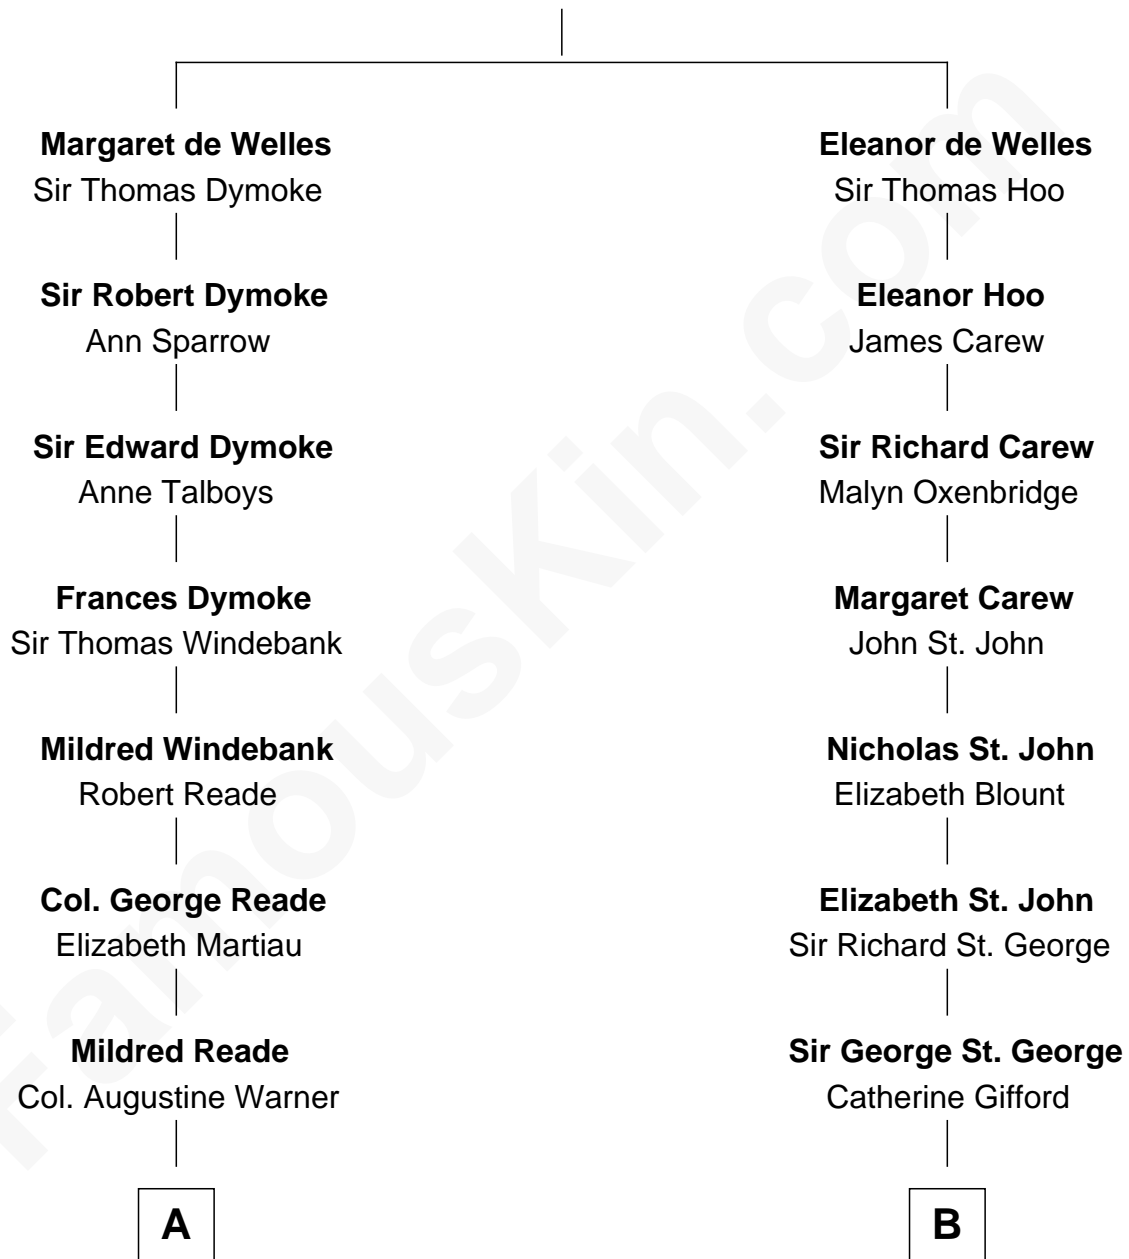 Margaret de Welles
Sir Thomas Dymoke
Eleanor de Welles
Sir Thomas Hoo
Sir Robert Dymoke
Ann Sparrow
Eleanor Hoo
James Carew
Sir Edward Dymoke
Anne Talboys
Sir Richard Carew
Malyn Oxenbridge
Frances Dymoke
Sir Thomas Windebank
Margaret Carew
John St. John
Mildred Windebank
Robert Reade
Nicholas St. John
Elizabeth Blount
Col. George Reade
Elizabeth Martiau
Elizabeth St. John
Sir Richard St. George
Mildred Reade
Col. Augustine Warner
Sir George St. George
Catherine Gifford
A
B
FamousKin.com